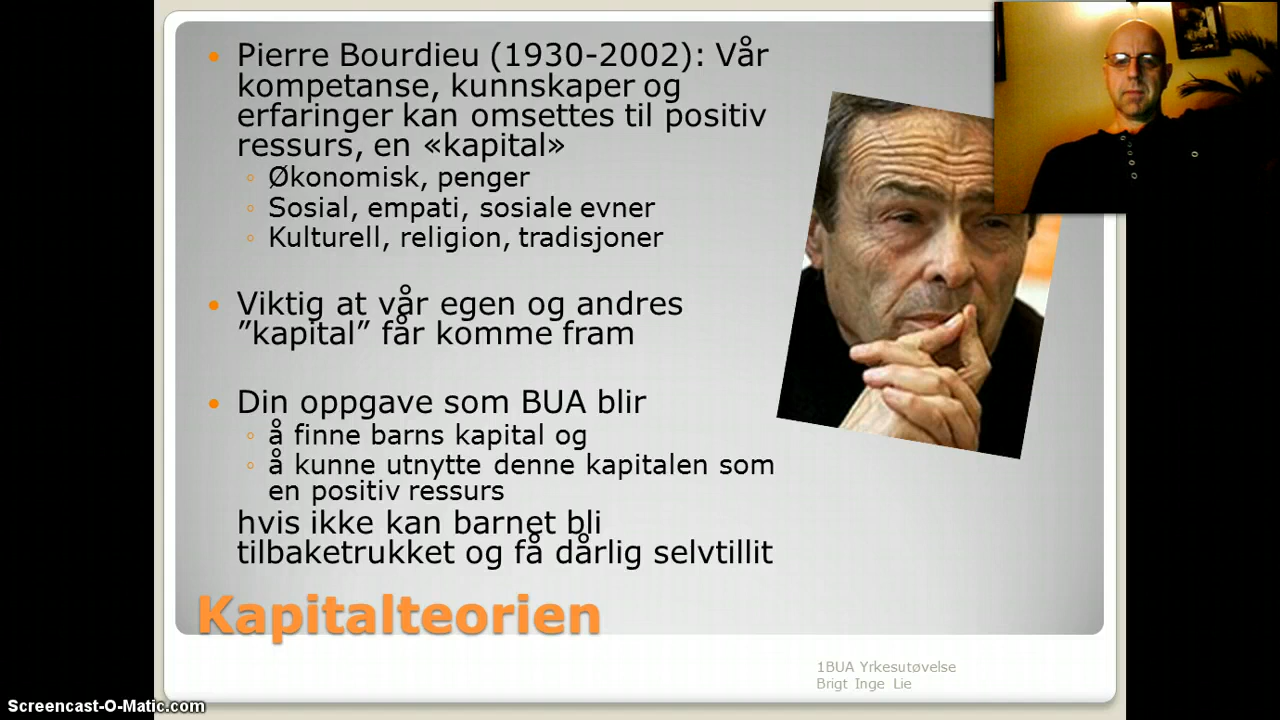 Pierre Bourdieu (1930-2002): Vår
kompetanse, kunnskaper og
erfaringer kan omsettes til positiv
ressurs, en «kapital»
Økonomisk, penger
Sosial, empati, sosiale evner
Kulturell, religion, tradisjoner
Viktig at vår egen og andres
”kapital” får komme fram
Din oppgave som BUA blir
å finne barns kapital og
å kunne utnytte denne kapitalen som
en positiv ressurs
hvis ikke kan barnet bli
tilbaketrukket og få dårlig selvtillit
Kapitalteorien
1BUA Yrkesutøvelse
Brigt Inge Lie
Screencast-O-Matic.com